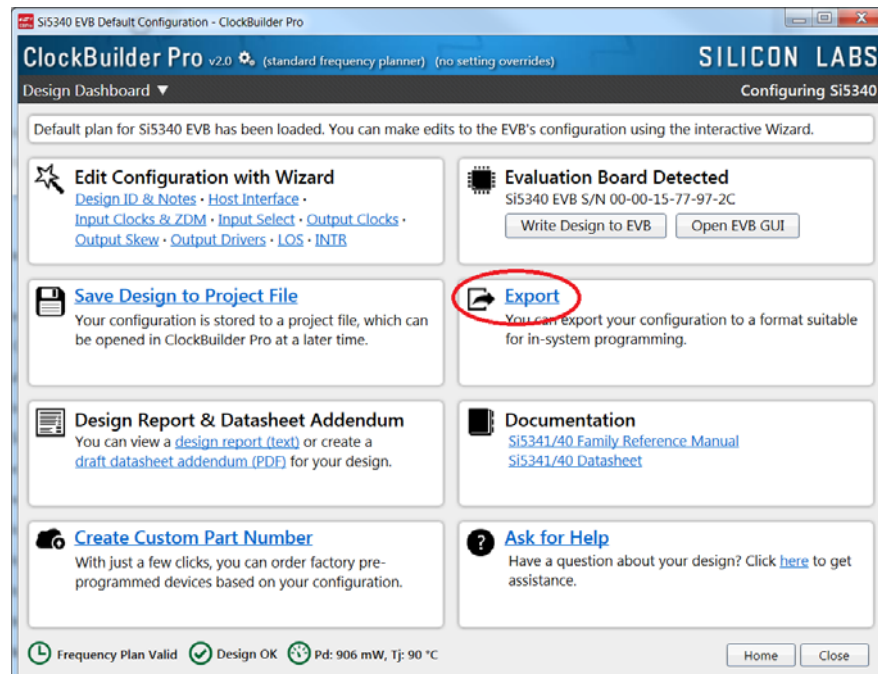 Si5340 EVB Default Configuration - ClockBuilder Pro
ClockBuilder Pro v2.0 (standard frequency planner) (no setting overrides) SILICON LABS
Design Dashboard ▼ Configuring Si5340
Default plan for Si5340 EVB has been loaded. You can make edits to the EVB's configuration using the interactive Wizard.
Edit Configuration with Wizard
Design ID & Notes · Host Interface ·
Input Clocks & ZDM · Input Select · Output Clocks ·
Output Skew · Output Drivers · LOS · INTR
Evaluation Board Detected
Si5340 EVB S/N 00-00-15-77-97-2C
Write Design to EVB Open EVB GUI
Save Design to Project File
Your configuration is stored to a project file, which can
be opened in ClockBuilder Pro at a later time.
Export
You can export your configuration to a format suitable
for in-system programming.
Design Report & Datasheet Addendum
You can view a design report (text) or create a
draft datasheet addendum (PDF) for your design.
Documentation
Si5341/40 Family Reference Manual
Si5341/40 Datasheet
Create Custom Part Number
With just a few clicks, you can order factory pre-
programmed devices based on your configuration.
Ask for Help
Have a question about your design? Click here to get
assistance.
Frequency Plan Valid Design OK Pd: 906 mW, Tj: 90 °C
Home Close